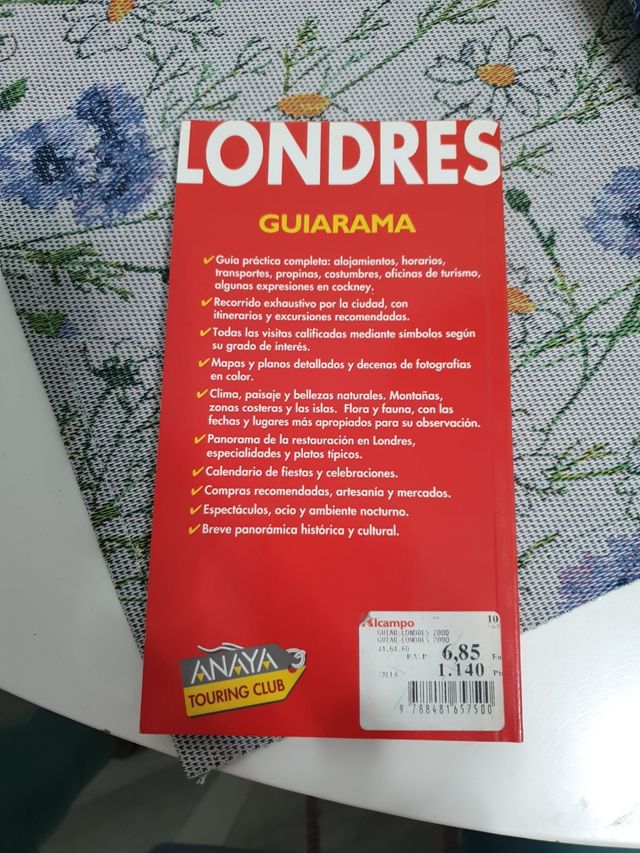 LONDRES
GUIARAMA
✓Guía práctica completa: alojamientos, horarios,
transportes, propinas, costumbres, oficinas de turismo,
algunas expresiones en cockney.
✓Recorrido exhaustivo por la ciudad, con
itinerarios y excursiones recomendadas.
✓Todas las visitas calificadas mediante símbolos según
su grado de interés.
✓Mapas y planos detallados y decenas de fotografías
en color.
✓Clima, paisaje y bellezas naturales. Montañas,
zonas costeras y las islas. Flora y fauna, con las
fechas y lugares más apropiados para su observación.
✓Panorama de la restauración en Londres,
especialidades y platos típicos.
✓Calendario de fiestas y celebraciones.
✓Compras recomendadas, artesanía y mercados.
✓Espectáculos, ocio y ambiente nocturno.
✓Breve panorámica histórica y cultural.
ANAYA
TOURING CLUB
Alcampo 10
GUIAR-LONDRES 2000
GUIAR-LONDRES 2000
44.64.60
P.V.P. 6,85
TALLA 1.140
9 788481 657500